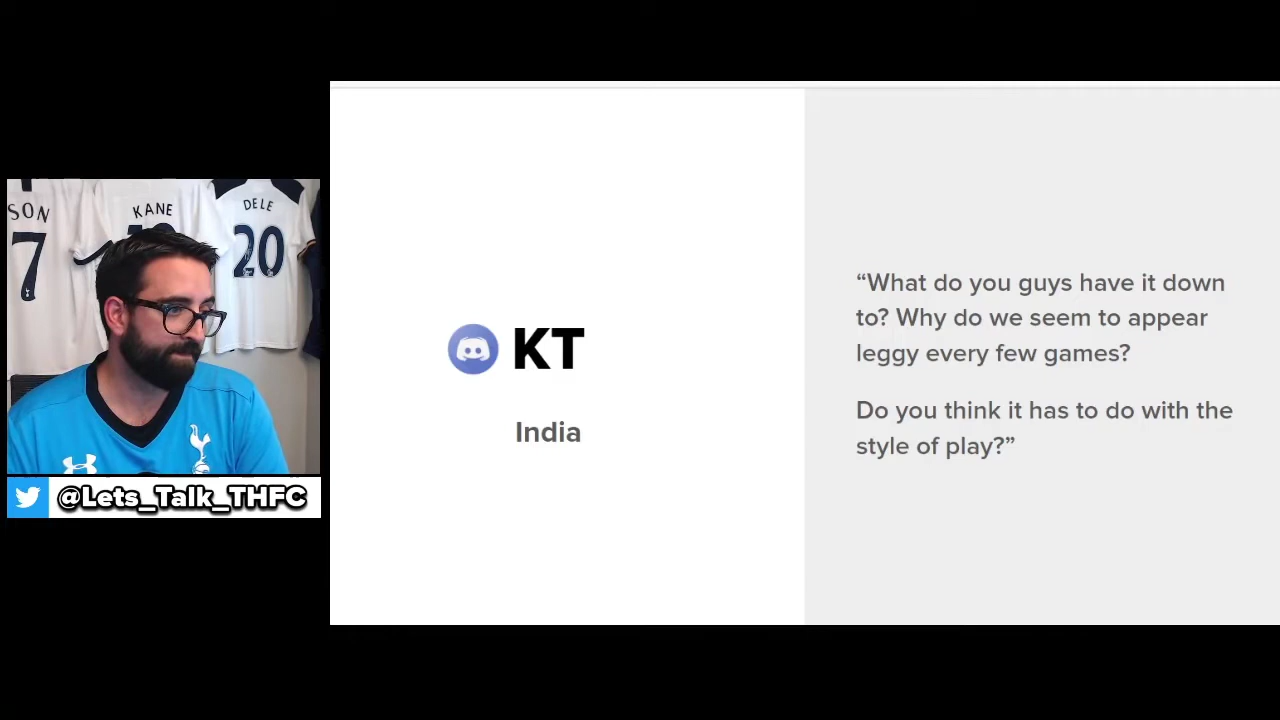 SON
7
KANE
DELE
20
@Lets_Talk_THFC
KT
India
“What do you guys have it down
to? Why do we seem to appear
leggy every few games?
Do you think it has to do with the
style of play?”